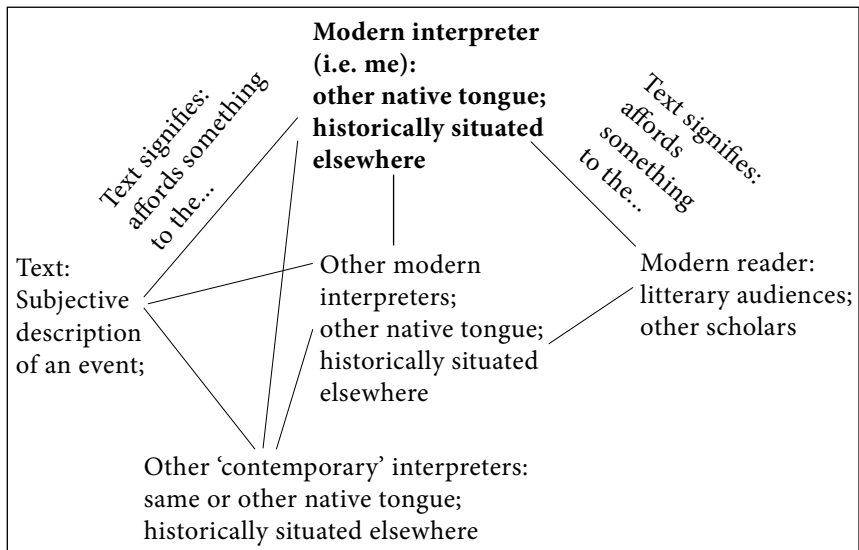 Modern interpreter
(i.e. me):
other native tongue;
historically situated
elsewhere
Text signifies:
affords something
to the...
Text signifies:
affords
something
to the...
Text:
Subjective
description
of an event;
Other modern
interpreters;
other native tongue;
historically situated
elsewhere
Modern reader:
litterary audiences;
other scholars
Other ‘contemporary’ interpreters:
same or other native tongue;
historically situated elsewhere